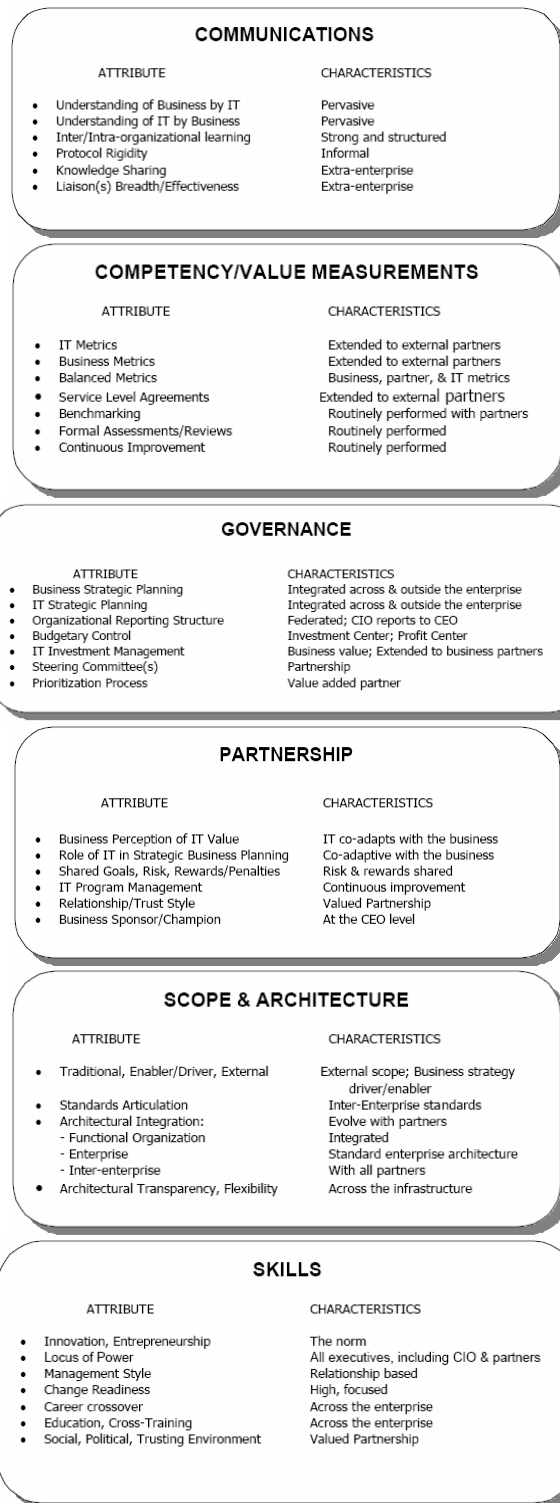 COMMUNICATIONS
ATTRIBUTE CHARACTERISTICS
• Understanding of Business by IT Pervasive
• Understanding of IT by Business Pervasive
• Inter/Intra-organizational learning Strong and structured
• Protocol Rigidity Informal
• Knowledge Sharing Extra-enterprise
• Liaison(s) Breadth/Effectiveness Extra-enterprise
COMPETENCY/VALUE MEASUREMENTS
ATTRIBUTE CHARACTERISTICS
• IT Metrics Extended to external partners
• Business Metrics Extended to external partners
• Balanced Metrics Business, partner, & IT metrics
• Service Level Agreements Extended to external partners
• Benchmarking Routinely performed with partners
• Formal Assessments/Reviews Routinely performed
• Continuous Improvement Routinely performed
GOVERNANCE
ATTRIBUTE CHARACTERISTICS
• Business Strategic Planning Integrated across & outside the enterprise
• IT Strategic Planning Integrated across & outside the enterprise
• Organizational Reporting Structure Federated; CIO reports to CEO
• Budgetary Control Investment Center; Profit Center
• IT Investment Management Business value; Extended to business partners
• Steering Committee(s) Partnership
• Prioritization Process Value added partner
PARTNERSHIP
ATTRIBUTE CHARACTERISTICS
• Business Perception of IT Value IT co-adapts with the business
• Role of IT in Strategic Business Planning Co-adaptive with the business
• Shared Goals, Risk, Rewards/Penalties Risk & rewards shared
• IT Program Management Continuous improvement
• Relationship/Trust Style Valued Partnership
• Business Sponsor/Champion At the CEO level
SCOPE & ARCHITECTURE
ATTRIBUTE CHARACTERISTICS
• Traditional, Enabler/Driver, External External scope; Business strategy
driver/enabler
• Standards Articulation Inter-Enterprise standards
• Architectural Integration: Evolve with partners
- Functional Organization Integrated
- Enterprise Standard enterprise architecture
- Inter-enterprise With all partners
• Architectural Transparency, Flexibility Across the infrastructure
SKILLS
ATTRIBUTE CHARACTERISTICS
• Innovation, Entrepreneurship The norm
• Locus of Power All executives, including CIO & partners
• Management Style Relationship based
• Change Readiness High, focused
• Career crossover Across the enterprise
• Education, Cross-Training Across the enterprise
• Social, Political, Trusting Environment Valued Partnership